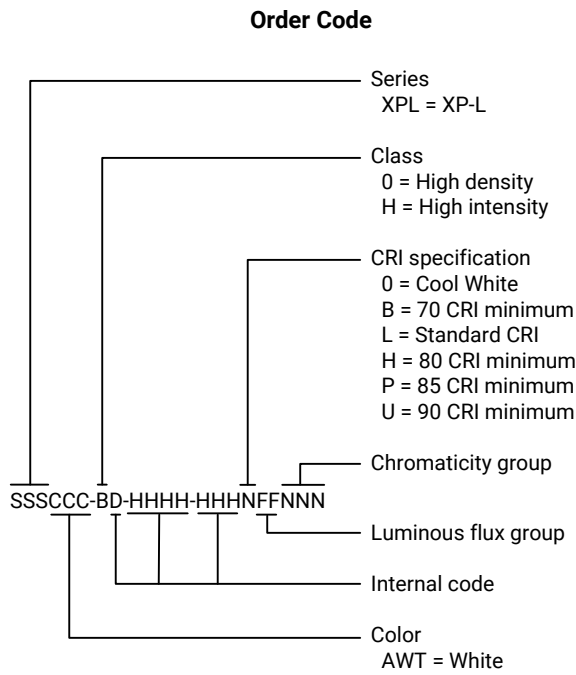 Order Code
Series
XPL = XP-L
Class
0 = High density
H = High intensity
CRI specification
0 = Cool White
B = 70 CRI minimum
L = Standard CRI
H = 80 CRI minimum
P = 85 CRI minimum
U = 90 CRI minimum
Chromaticity group
SSSCCC-BD-HHHH-HHHNFFNNN
Luminous flux group
Internal code
Color
AWT = White